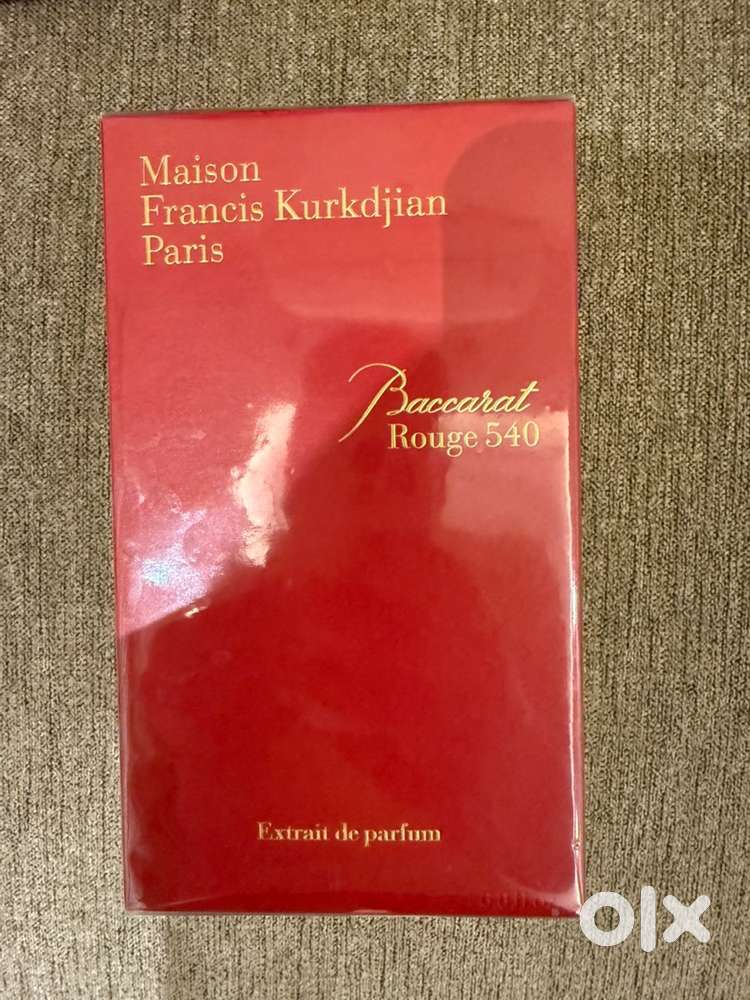 Maison
Francis Kurkdjian
Paris
Baccarat
Rouge 540
Extrait de parfum
olx